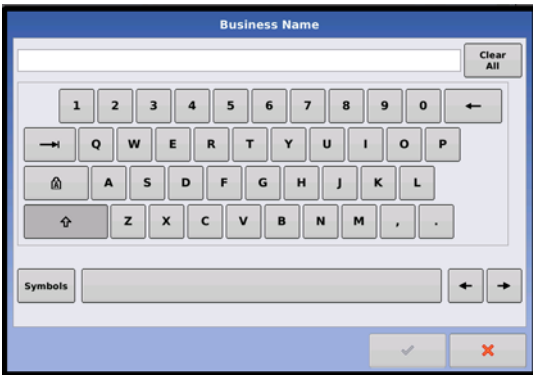 Business Name
Clear
All
1 2 3 4 5 6 7 8 9 0 ←
Q W E R T Y U I O P
A S D F G H J K L
Z X C V B N M , .
Symbols ← →